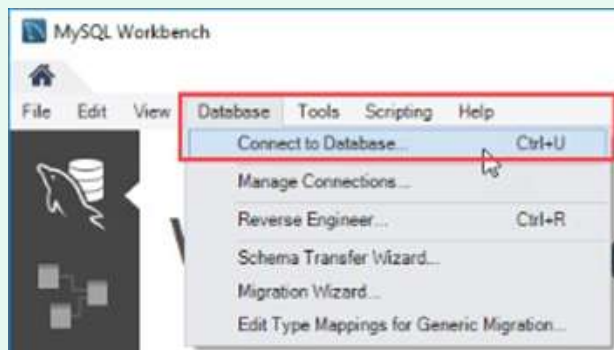 MySQL Workbench
File Edit View Database Tools Scripting Help
Connect to Database... Ctrl+U
Manage Connections...
Reverse Engineer... Ctrl+R
Schema Transfer Wizard...
Migration Wizard...
Edit Type Mappings for Generic Migration...